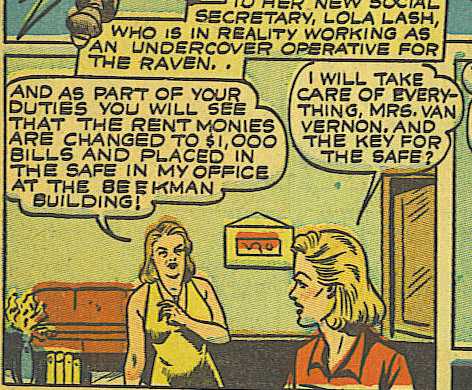 TO HER NEW SOCIAL
SECRETARY, LOLA LASH,
WHO IS IN REALITY WORKING AS
AN UNDERCOVER OPERATIVE FOR
THE RAVEN. .
AND AS PART OF YOUR
DUTIES YOU WILL SEE
THAT THE RENT MONIES
ARE CHANGED TO $1,000
BILLS AND PLACED IN
THE SAFE IN MY OFFICE
AT THE BEEKMAN
BUILDING!
I WILL TAKE
CARE OF EVERY-
THING, MRS. VAN
VERNON. AND
THE KEY FOR
THE SAFE?